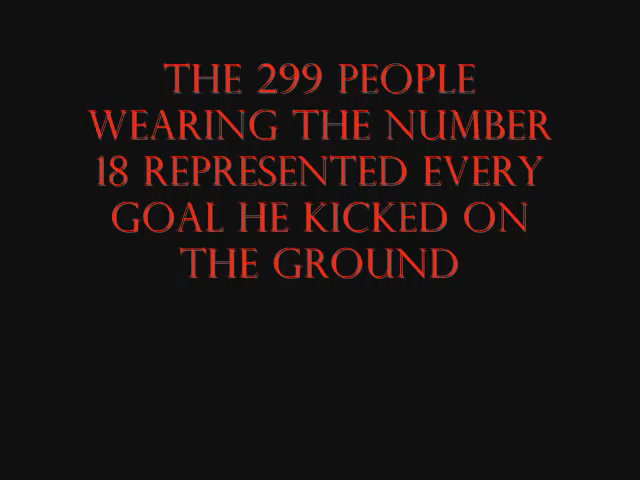 THE 299 PEOPLE
WEARING THE NUMBER
18 REPRESENTED EVERY
GOAL HE KICKED ON
THE GROUND